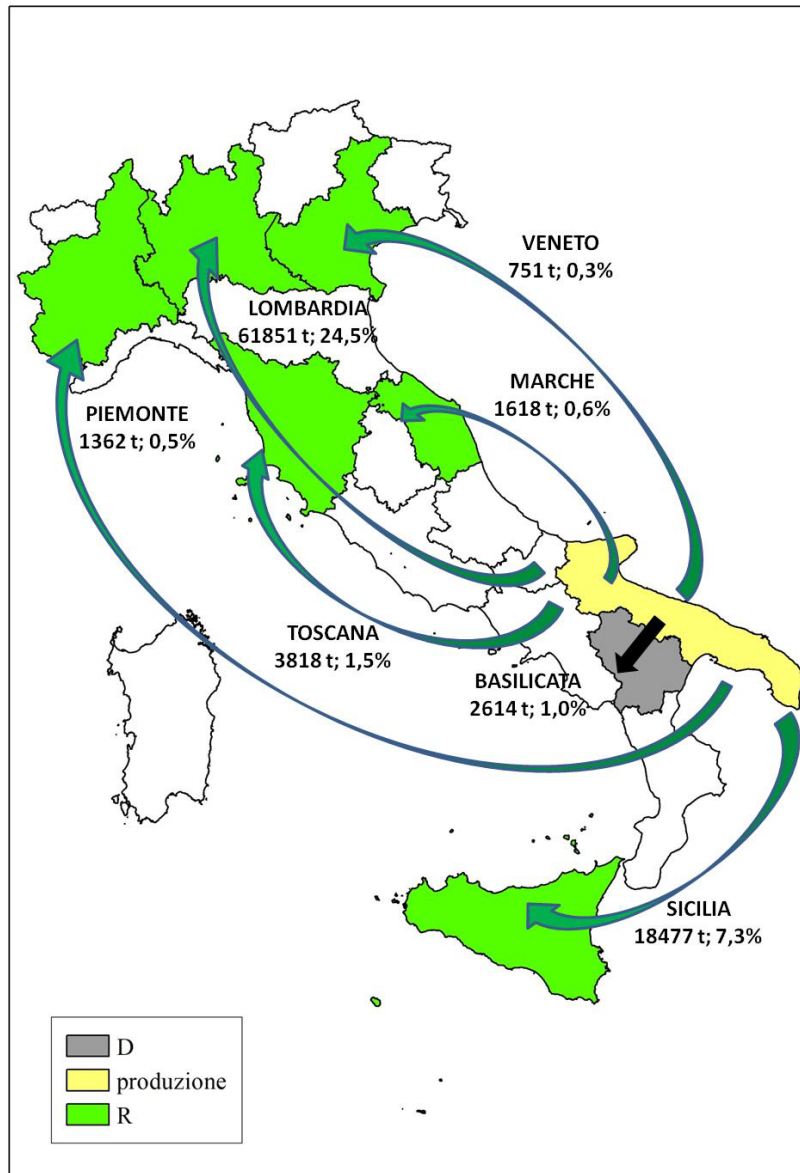 VENETO
751 t; 0,3%
LOMBARDIA
61851 t; 24,5%
MARCHE
1618 t; 0,6%
PIEMONTE
1362 t; 0,5%
TOSCANA
3818 t; 1,5%
BASILICATA
2614 t; 1,0%
SICILIA
18477 t; 7,3%
D
produzione
R